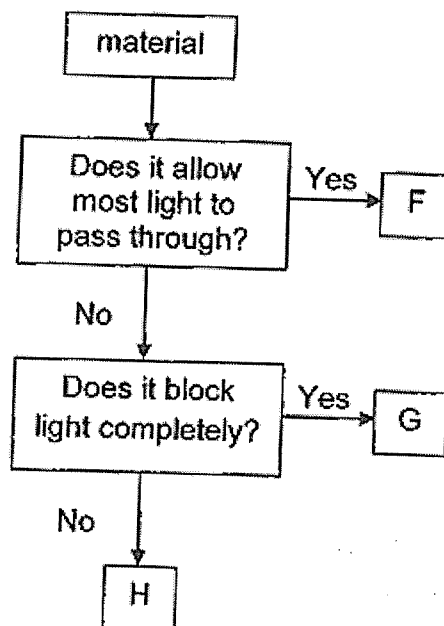 material
Does it allow
most light to
pass through?
Yes
F
No
Does it block
light completely?
Yes
G
No
H